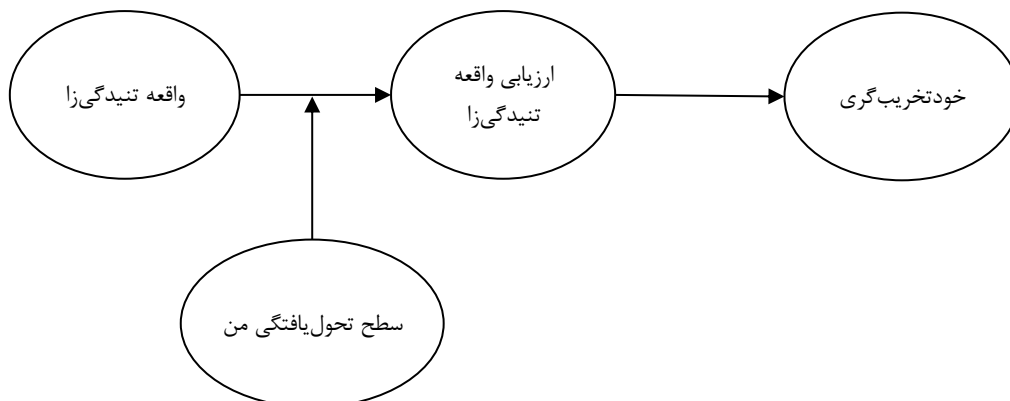 واقعه تنیدگی‌زا
ارزیابی واقعه
تنیدگی‌زا
خودتخریب‌گری
سطح تحول‌یافتگی من